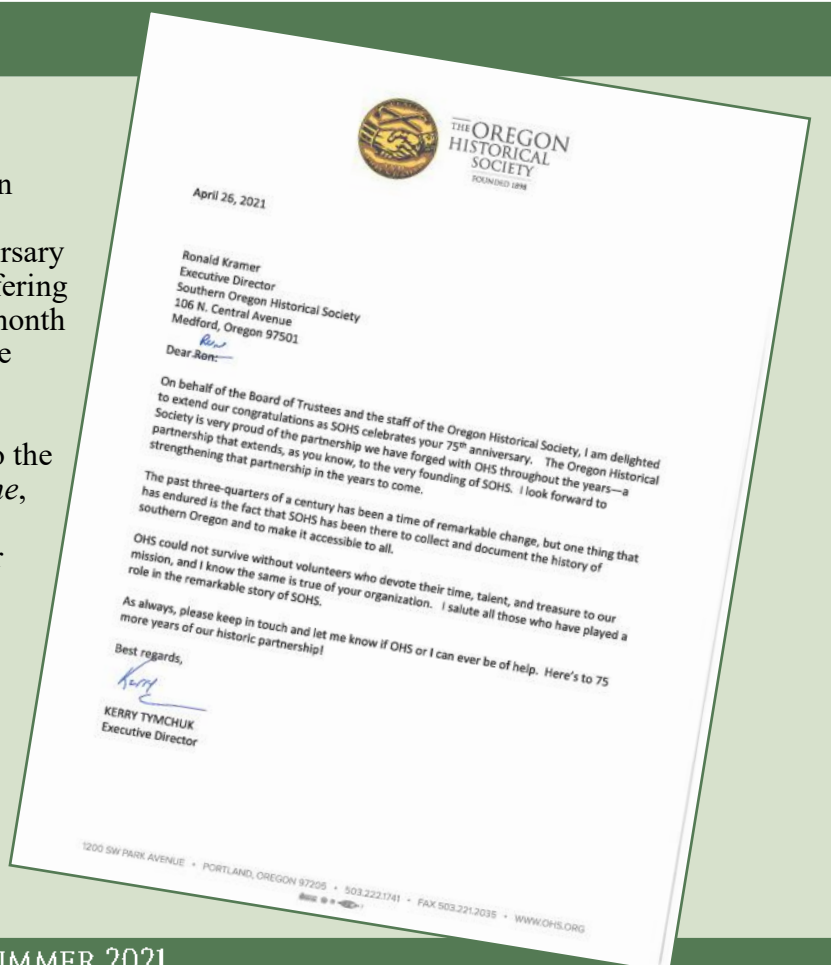 n
rsary
fering
month
e
o the
ne,
r
THE OREGON
HISTORICAL
SOCIETY
FOUNDED 1898
April 26, 2021
Ronald Kramer
Executive Director
Southern Oregon Historical Society
106 N. Central Avenue
Medford, Oregon 97501
Ron
Dear Ron:
On behalf of the Board of Trustees and the staff of the Oregon Historical Society, I am delighted
to extend our congratulations as SOHS celebrates your 75th anniversary. The Oregon Historical
Society is very proud of the partnership we have forged with OHS throughout the years—a
partnership that extends, as you know, to the very founding of SOHS. I look forward to
strengthening that partnership in the years to come.
The past three-quarters of a century has been a time of remarkable change, but one thing that
has endured is the fact that SOHS has been there to collect and document the history of
southern Oregon and to make it accessible to all.
OHS could not survive without volunteers who devote their time, talent, and treasure to our
mission, and I know the same is true of your organization. I salute all those who have played a
role in the remarkable story of SOHS.
As always, please keep in touch and let me know if OHS or I can ever be of help. Here's to 75
more years of our historic partnership!
Best regards,
Kerry
KERRY TYMCHUK
Executive Director
1200 SW PARK AVENUE • PORTLAND, OREGON 97205 • 503.222.1741 • FAX 503.221.2035 • WWW.OHS.ORG
UMMER 2021